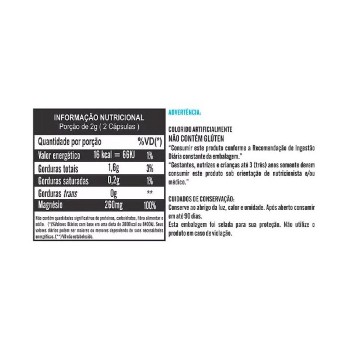 INFORMAÇÃO NUTRICIONAL
Porção de 2g ( 2 Cápsulas )
Quantidade por porção %VD(*)
Valor energético 16 kcal = 66KJ 1%
Gorduras totais 1,6g 3%
Gorduras saturadas 0,2g 1%
Gorduras trans 0g **
Magnésio 260mg 100%
Não contém quantidades significativas de proteínas, carboidratos, fibra alimentar e
sódio. (*)Valores Diários com base em uma dieta de 2000kcal ou 8400kJ. Seus
valores diários podem ser maiores ou menores dependendo de suas necessidades
energéticas. (**)VD não estabelecido.
ADVERTÊNCIA:
COLORIDO ARTIFICIALMENTE
NÃO CONTÉM GLÚTEN
"Consumir este produto conforme a Recomendação de Ingestão
Diária constante da embalagem."
"Gestantes, nutrizes e crianças até 3 (três) anos somente devem
consumir este produto sob orientação de nutricionista e/ou
médico."
CUIDADOS DE CONSERVAÇÃO:
Conserve ao abrigo da luz, calor e umidade. Após aberto consumir
em até 90 dias.
Esta embalagem foi selada para sua proteção. Não utilize o
produto em caso de violação.